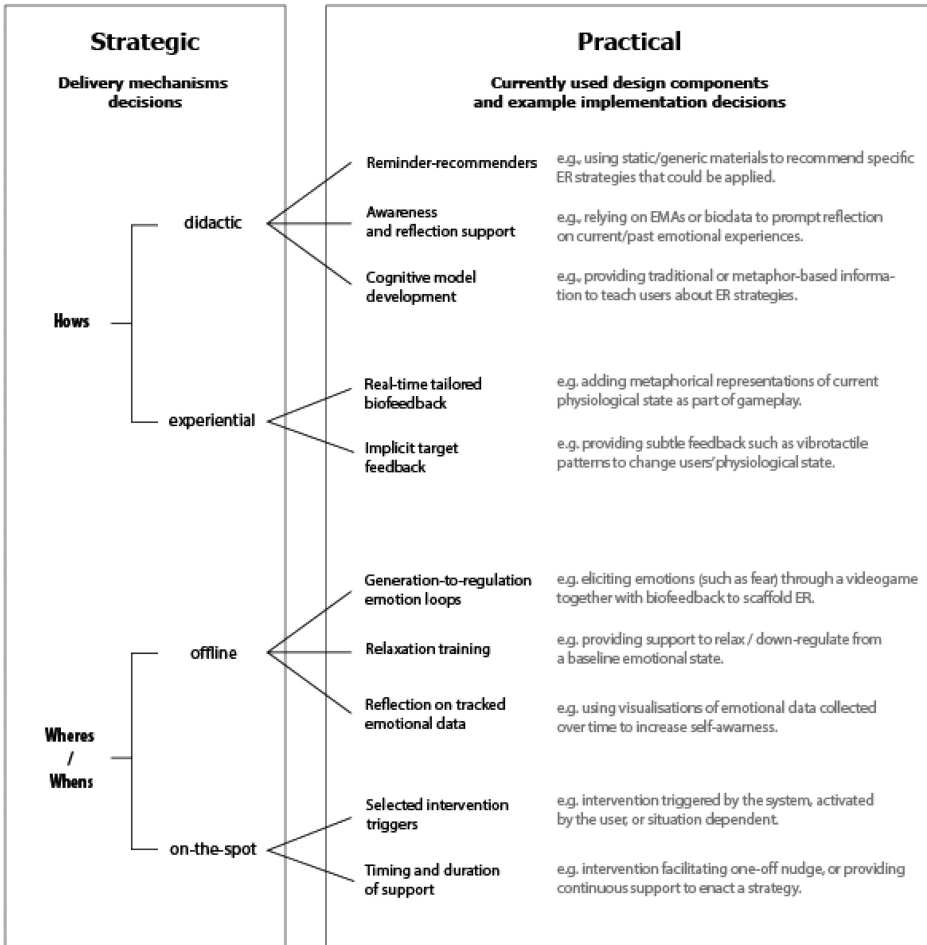 Strategic
Delivery mechanisms
decisions
Practical
Currently used design components
and example implementation decisions
Hows
didactic
Reminder-recommenders
e.g., using static/generic materials to recommend specific
ER strategies that could be applied.
Awareness
and reflection support
e.g., relying on EMAs or biodata to prompt reflection
on current/past emotional experiences.
Cognitive model
development
e.g., providing traditional or metaphor-based informa-
tion to teach users about ER strategies.
experiential
Real-time tailored
biofeedback
e.g. adding metaphorical representations of current
physiological state as part of gameplay.
Implicit target
feedback
e.g. providing subtle feedback such as vibrotactile
patterns to change users' physiological state.
Wheres
/
Whens
offline
Generation-to-regulation
emotion loops
e.g. eliciting emotions (such as fear) through a videogame
together with biofeedback to scaffold ER.
Relaxation training
e.g. providing support to relax / down-regulate from
a baseline emotional state.
Reflection on tracked
emotional data
e.g. using visualisations of emotional data collected
over time to increase self-awarness.
on-the-spot
Selected intervention
triggers
e.g. intervention triggered by the system, activated
by the user, or situation dependent.
Timing and duration
of support
e.g. intervention facilitating one-off nudge, or providing
continuous support to enact a strategy.